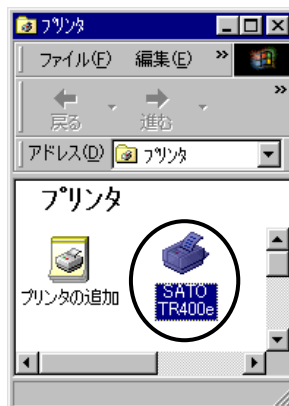 プリンタ
ファイル(F) 編集(E) »
»
戻る 進む
アドレス(D) プリンタ
プリンタ
プリンタの追加
SATO
TR400e